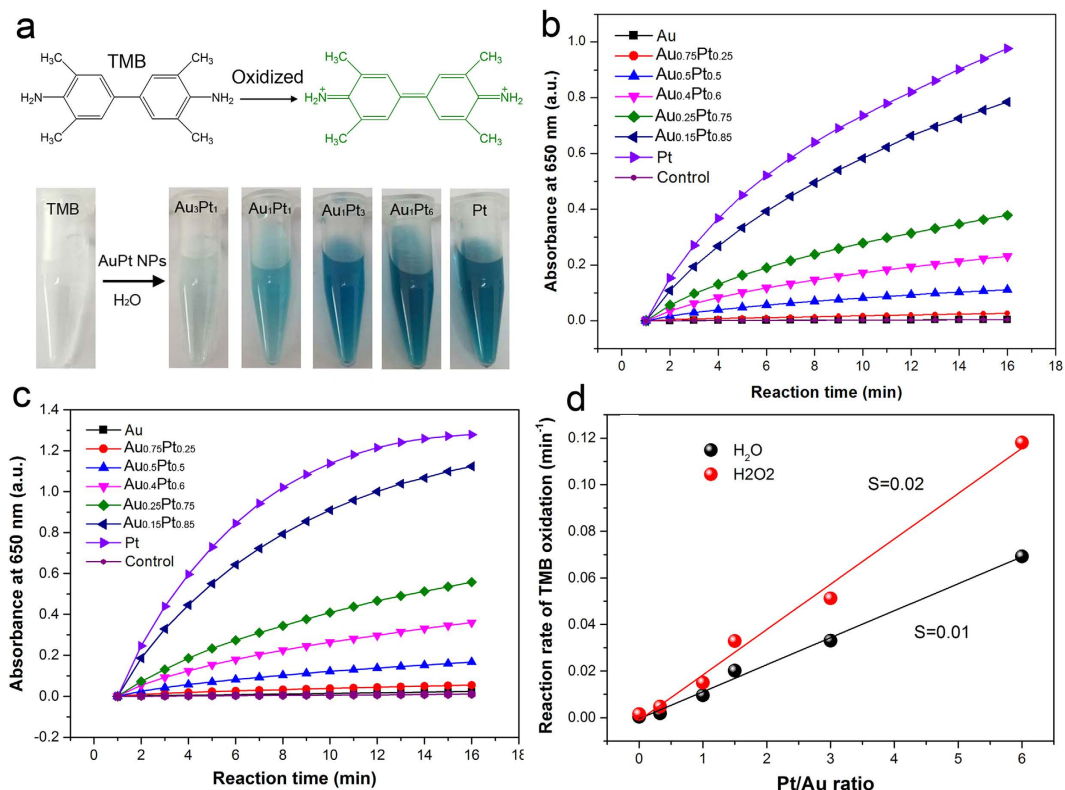 a
TMB
Oxidized
CH₃
CH₃
H₂N
NH₂
CH₃
CH₃
H₃C
CH₃
H₂N⁺
NH₂⁺
H₃C
CH₃
TMB
AuPt NPs
H₂O
Au₃Pt₁
Au₁Pt₁
Au₁Pt₃
Au₁Pt₆
Pt
b
Absorbance at 650 nm (a.u.)
1.0
0.8
0.6
0.4
0.2
0.0
Au
Au0.75Pt0.25
Au0.5Pt0.5
Au0.4Pt0.6
Au0.25Pt0.75
Au0.15Pt0.85
Pt
Control
0 2 4 6 8 10 12 14 16 18
Reaction time (min)
c
Absorbance at 650 nm (a.u.)
1.4
1.2
1.0
0.8
0.6
0.4
0.2
0.0
-0.2
Au
Au0.75Pt0.25
Au0.5Pt0.5
Au0.4Pt0.6
Au0.25Pt0.75
Au0.15Pt0.85
Pt
Control
0 2 4 6 8 10 12 14 16 18
Reaction time (min)
d
Reaction rate of TMB oxidation (min⁻¹)
0.12
0.10
0.08
0.06
0.04
0.02
0.00
H₂O
H2O2
S=0.02
S=0.01
0 1 2 3 4 5 6
Pt/Au ratio